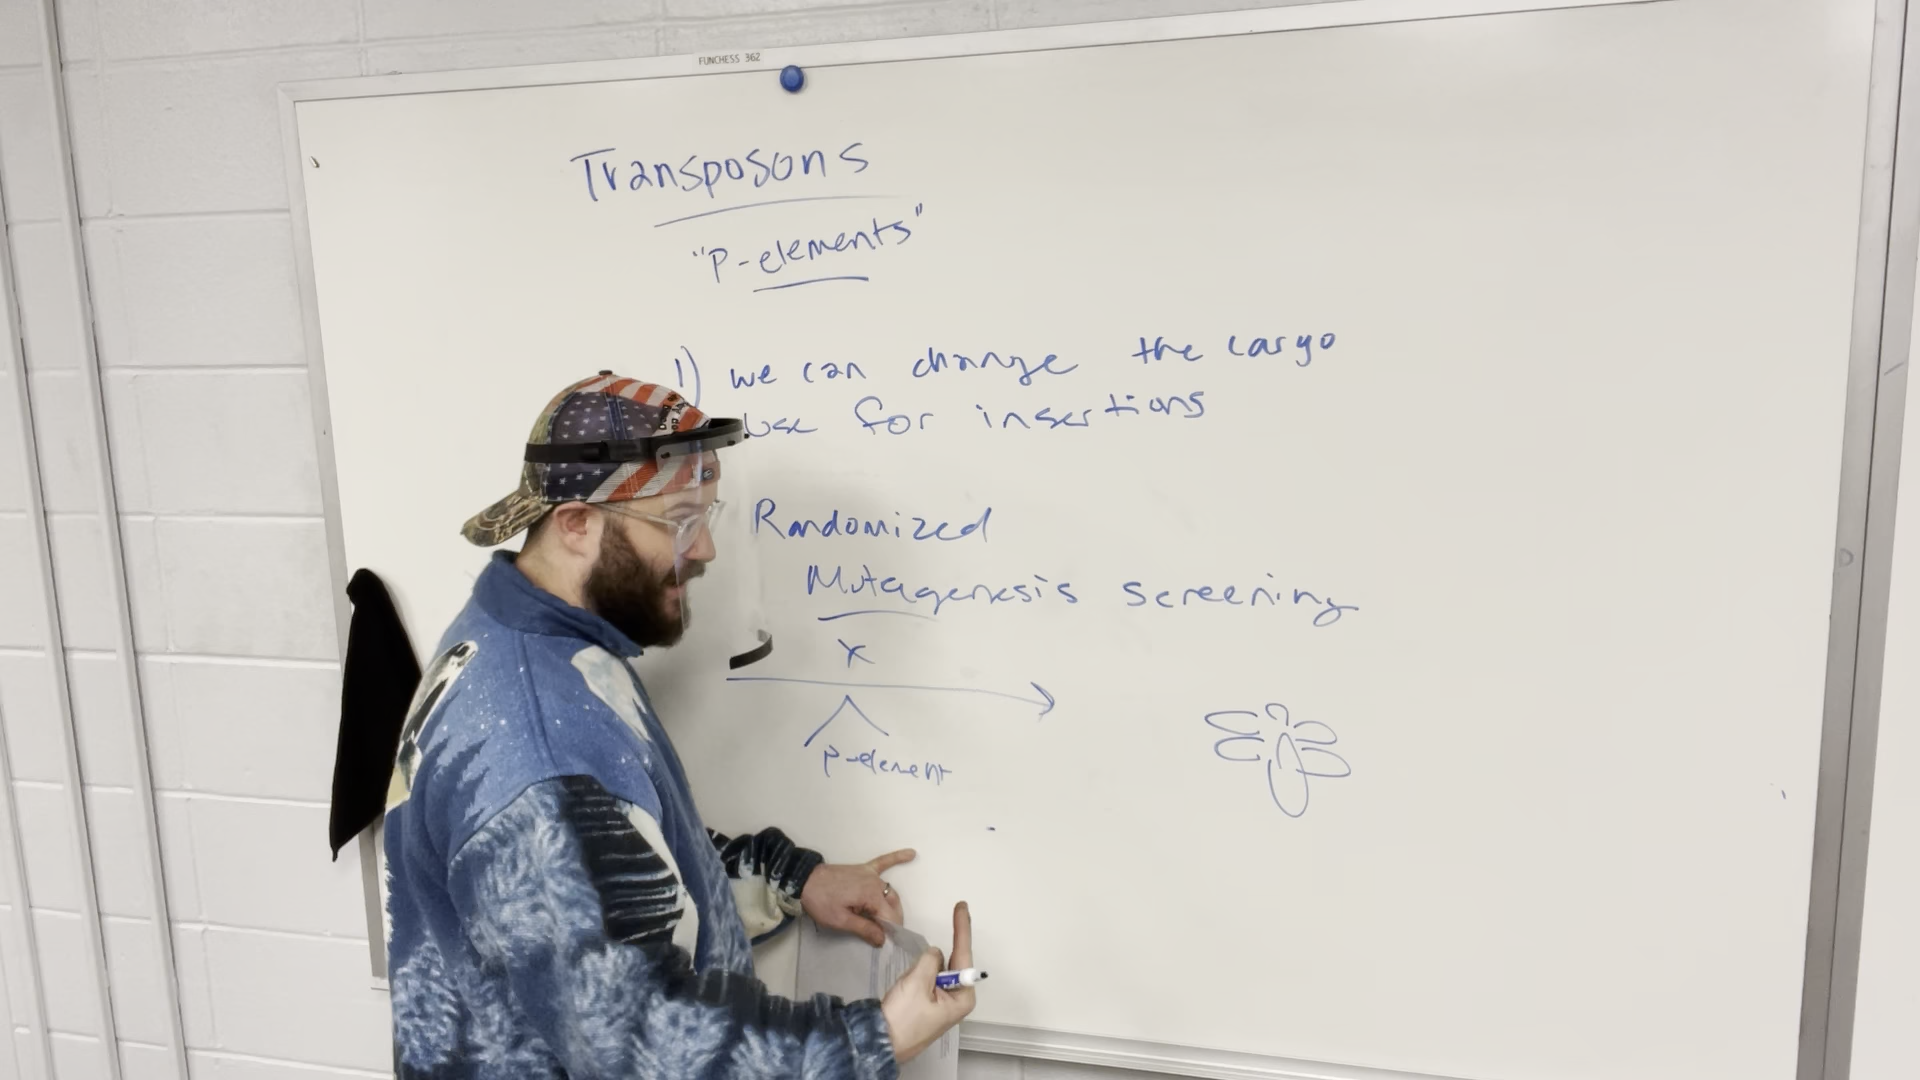 FUNCHESS 362
Transposons
"P-elements"
1) we can change the cargo
use for insertions
Randomized
Mutagenesis screening
X
p-element